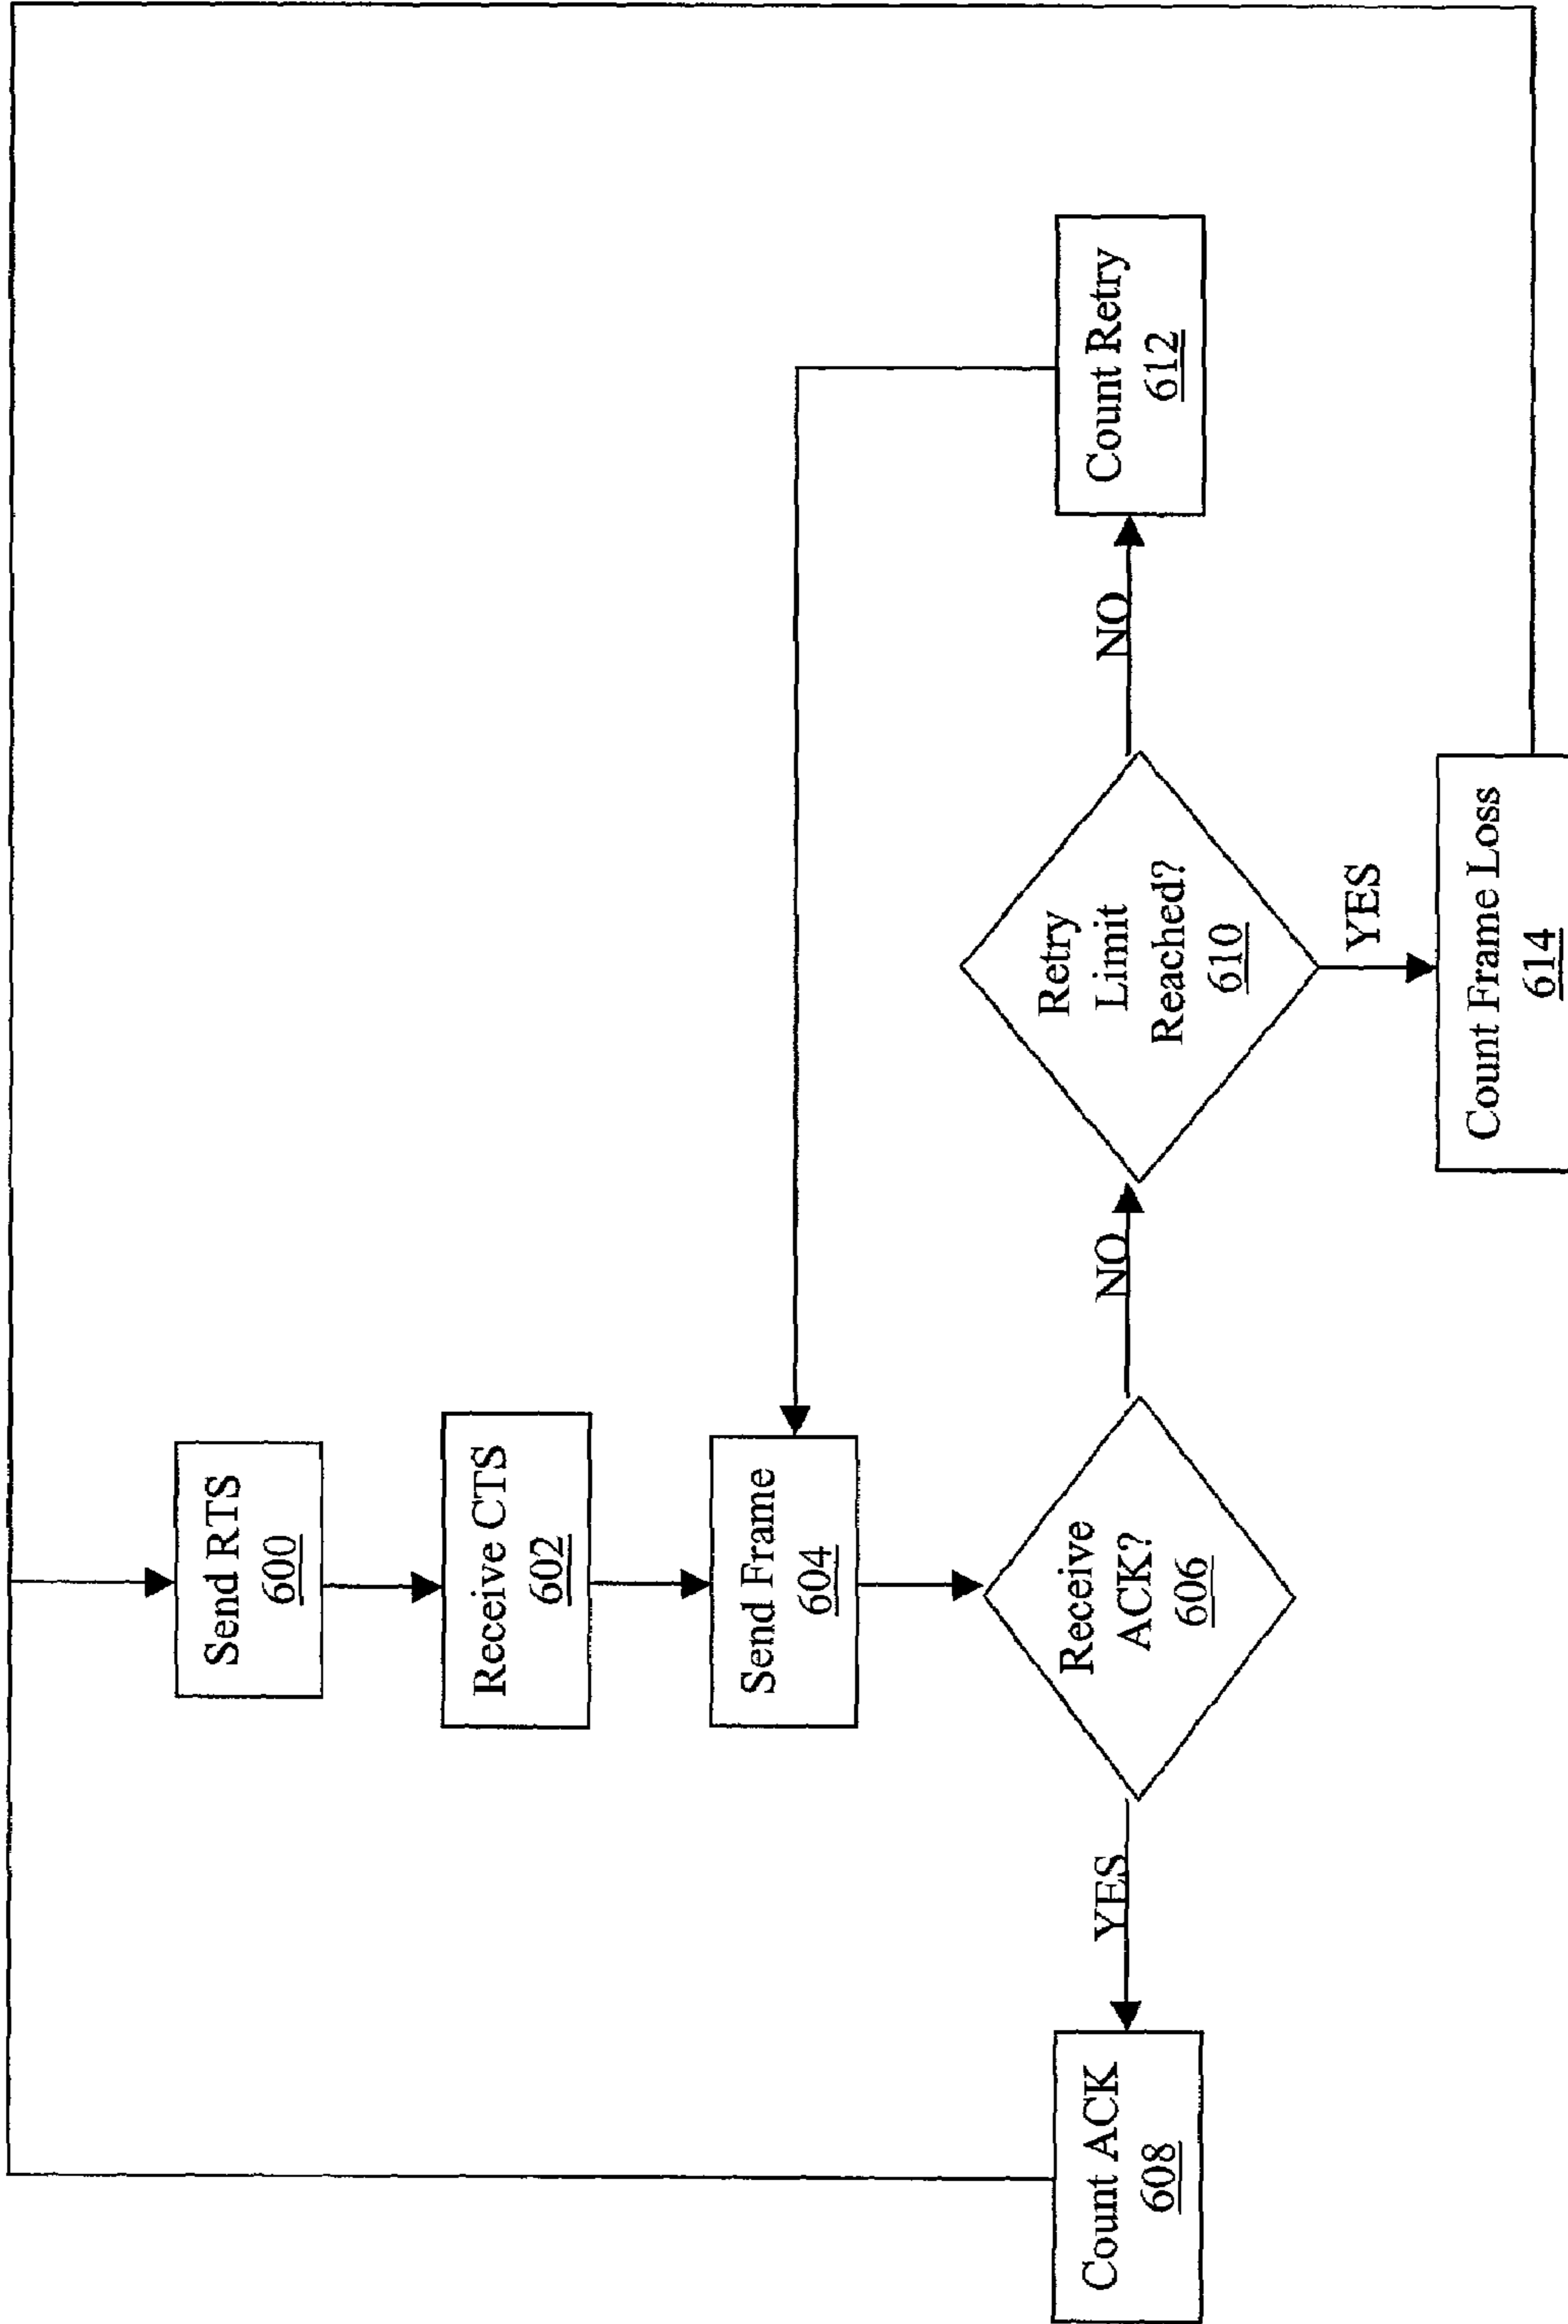 Send RTS
600
Receive CTS
602
Send Frame
604
Receive
ACK?
606
YES
Count ACK
608
NO
Retry
Limit
Reached?
610
NO
Count Retry
612
YES
Count Frame Loss
614